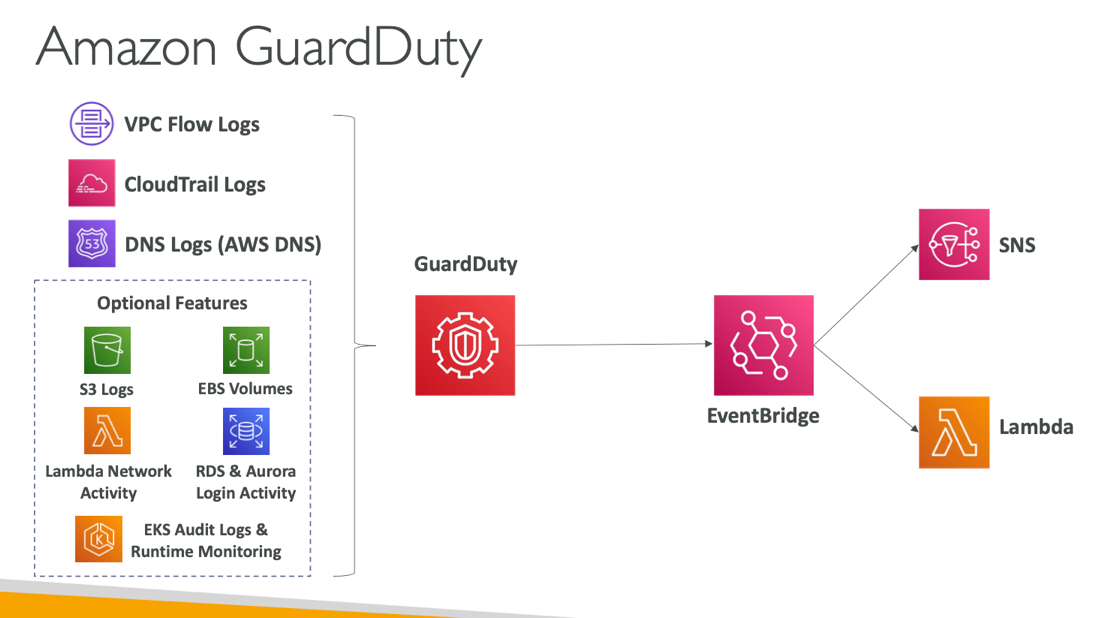 Amazon GuardDuty
VPC Flow Logs
CloudTrail Logs
53
DNS Logs (AWS DNS)
Optional Features
S3 Logs
EBS Volumes
Lambda Network
Activity
RDS & Aurora
Login Activity
K
EKS Audit Logs &
Runtime Monitoring
GuardDuty
EventBridge
SNS
Lambda